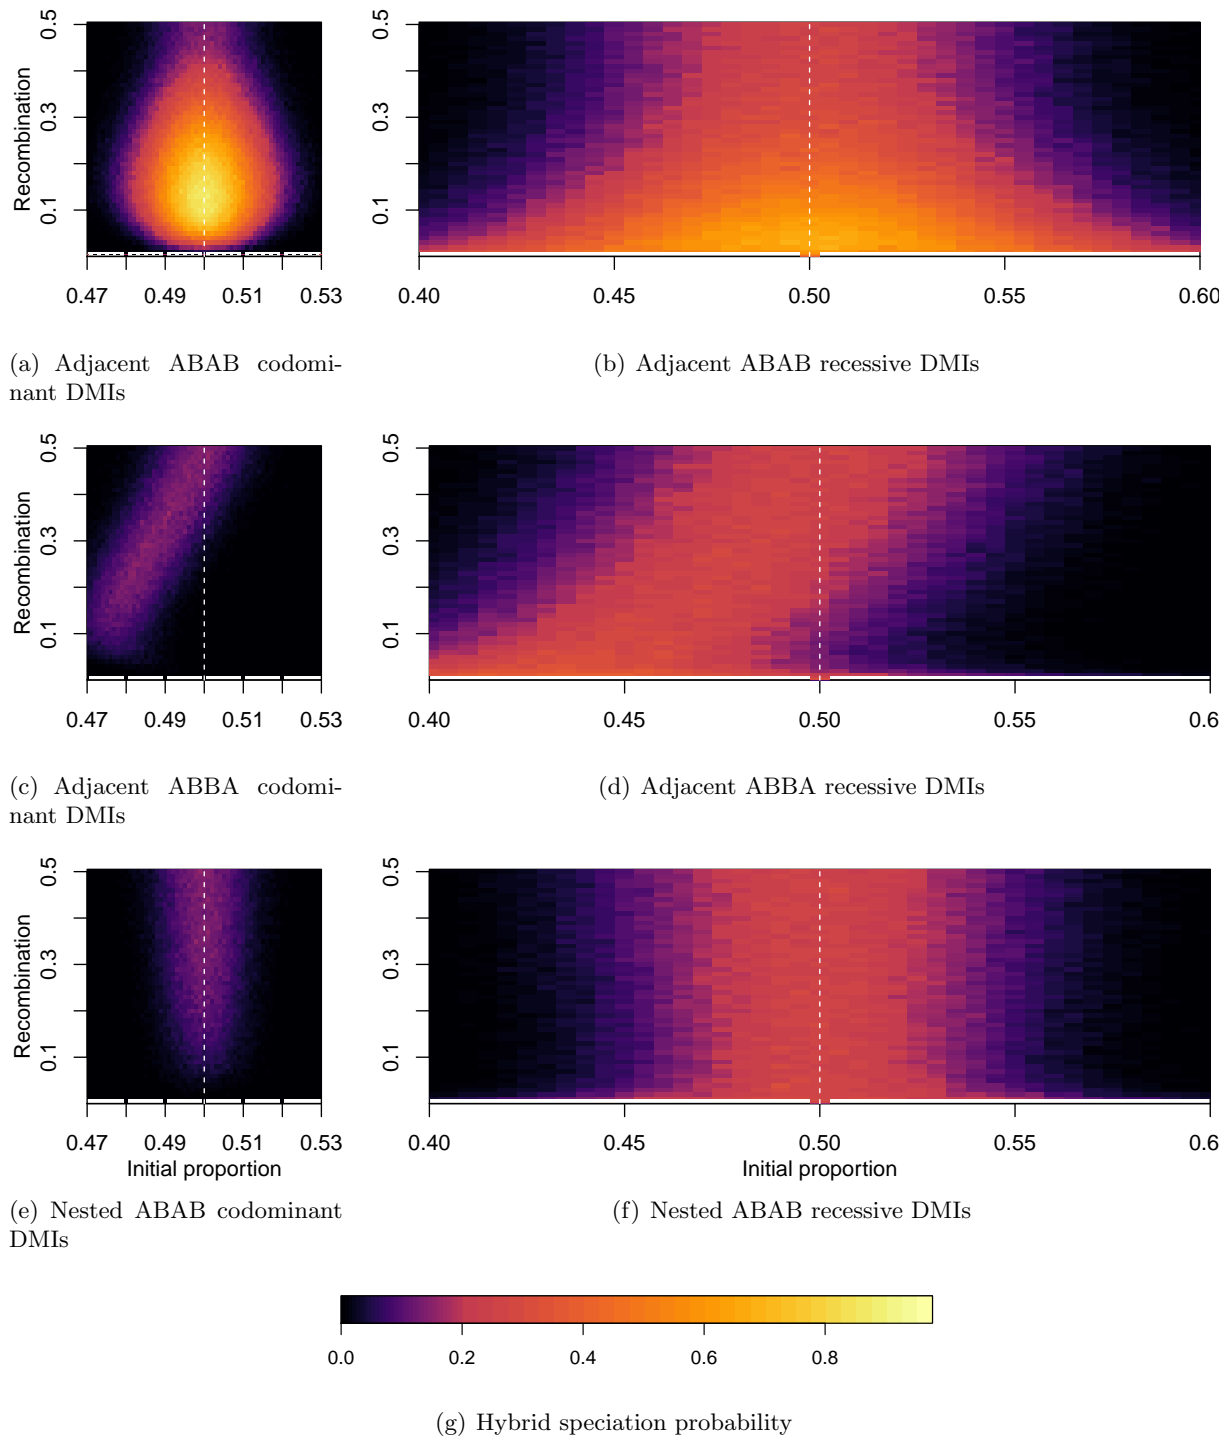 0.5
0.3
0.1
Recombination
0.47 0.49 0.51 0.53
0.5
0.3
0.1
0.40 0.45 0.50 0.55 0.60
(a) Adjacent ABAB codomi-
nant DMIs
(b) Adjacent ABAB recessive DMIs
0.5
0.3
0.1
Recombination
0.47 0.49 0.51 0.53
0.5
0.3
0.1
0.40 0.45 0.50 0.55 0.6
(c) Adjacent ABBA codomi-
nant DMIs
(d) Adjacent ABBA recessive DMIs
0.5
0.3
0.1
Recombination
0.47 0.49 0.51 0.53
Initial proportion
0.5
0.3
0.1
0.40 0.45 0.50 0.55 0.6
Initial proportion
(e) Nested ABAB codominant
DMIs
(f) Nested ABAB recessive DMIs
0.0 0.2 0.4 0.6 0.8
(g) Hybrid speciation probability